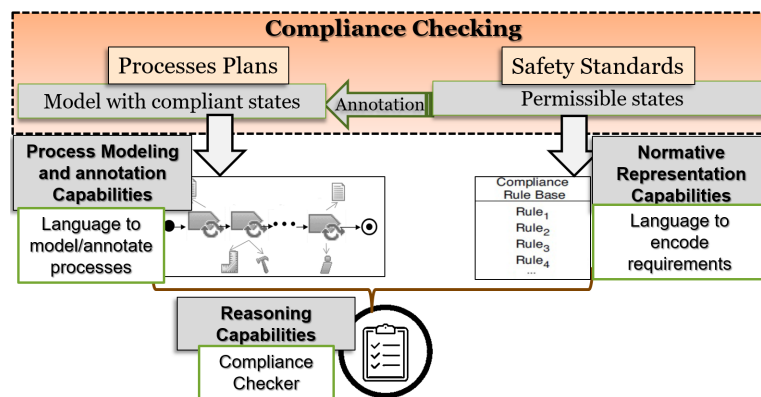 Compliance Checking
Processes Plans
Safety Standards
Model with compliant states
Annotation
Permissible states
Process Modeling
and annotation
Capabilities
Language to
model/annotate
processes
Compliance
Rule Base
Rule1
Rule2
Rule3
Rule4
...
Normative
Representation
Capabilities
Language to
encode
requirements
Reasoning
Capabilities
Compliance
Checker